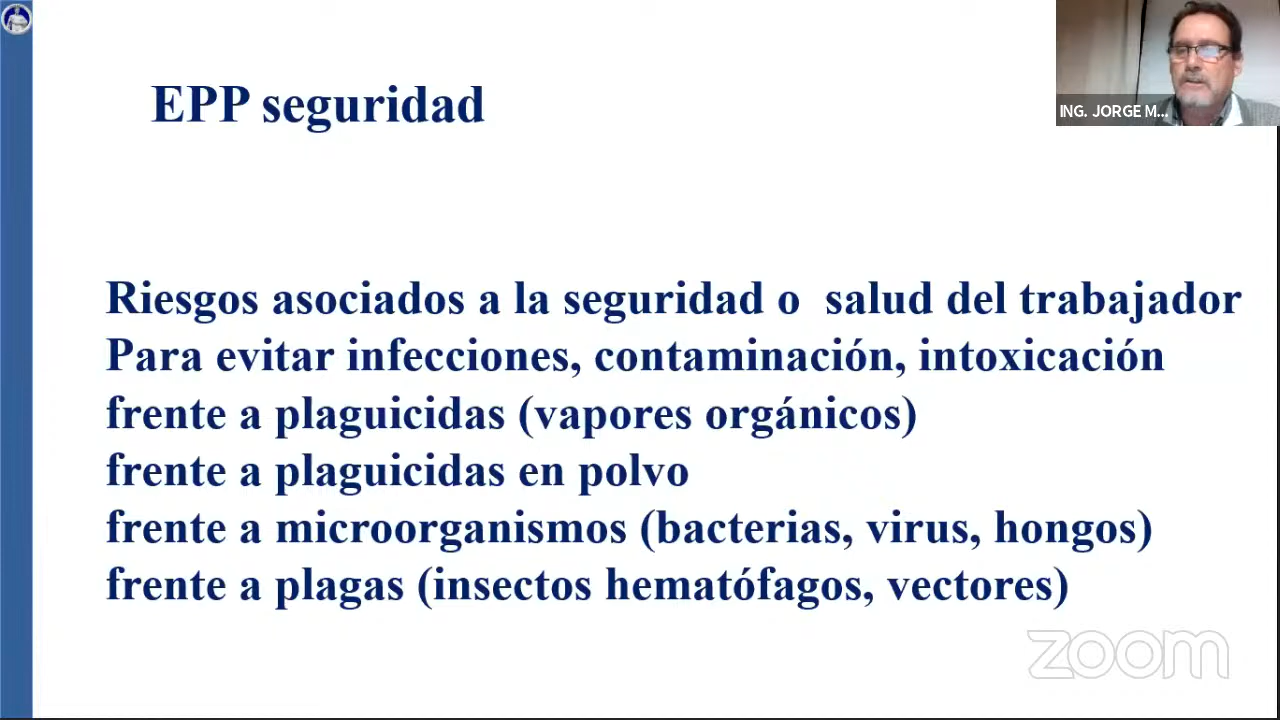 EPP seguridad
ING. JORGE M...
Riesgos asociados a la seguridad o  salud del trabajador
Para evitar infecciones, contaminación, intoxicación
frente a plaguicidas (vapores orgánicos)
frente a plaguicidas en polvo
frente a microorganismos (bacterias, virus, hongos)
frente a plagas (insectos hematófagos, vectores)
zoom